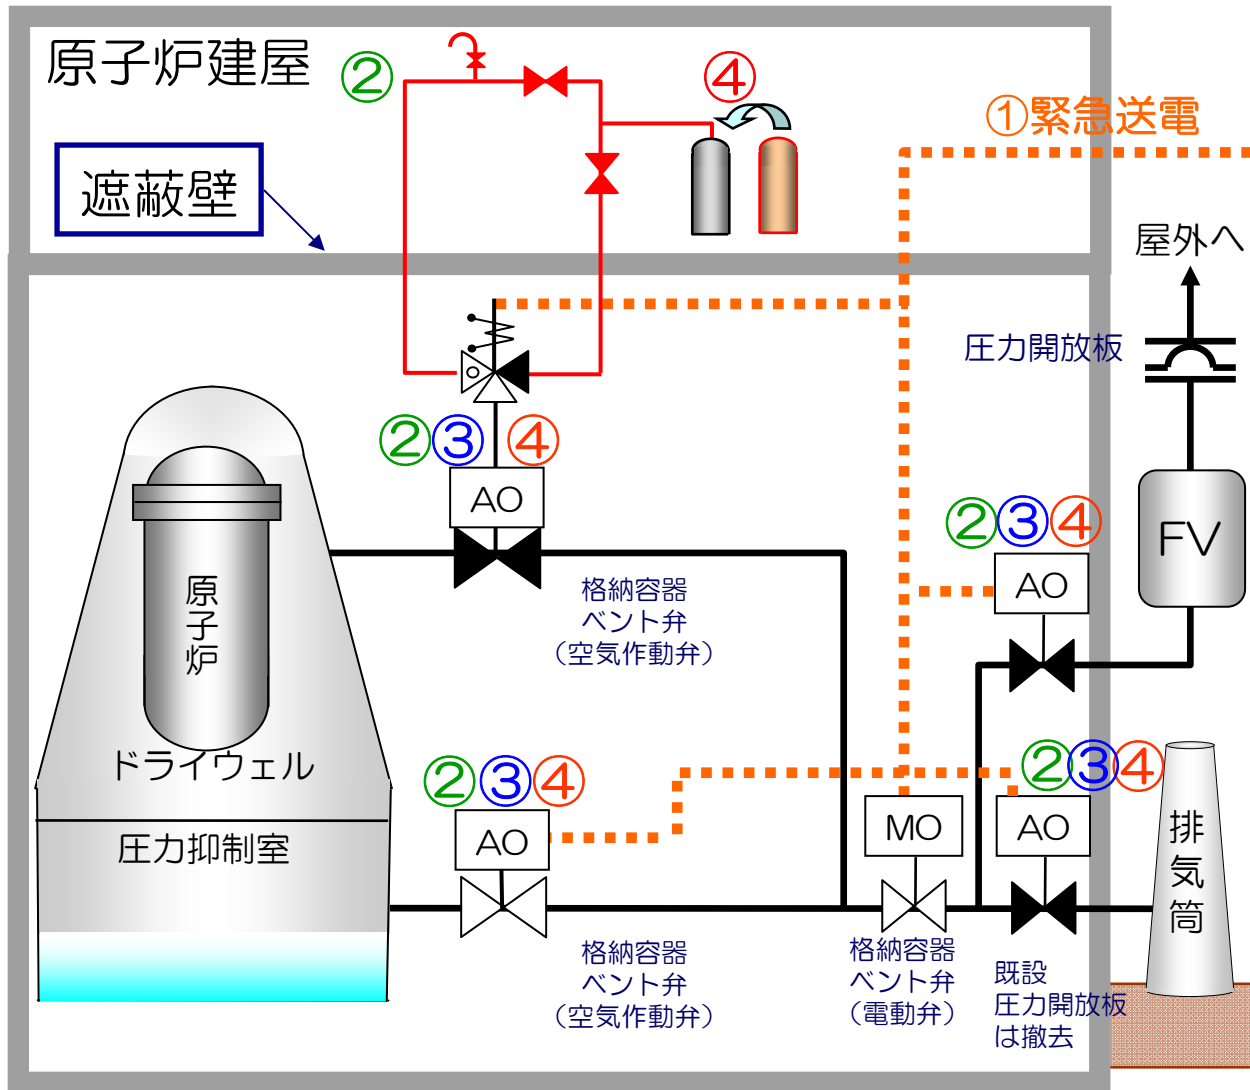 原子炉建屋
②
④
①緊急送電
遮蔽壁
屋外へ
圧力開放板
②③④
AO
格納容器
ベント弁
（空気作動弁）
②③④
AO
FV
原子炉
ドライウェル
圧力抑制室
②③④
AO
格納容器
ベント弁
（空気作動弁）
MO
格納容器
ベント弁
（電動弁）
②③④
AO
既設
圧力開放板
は撤去
排気筒